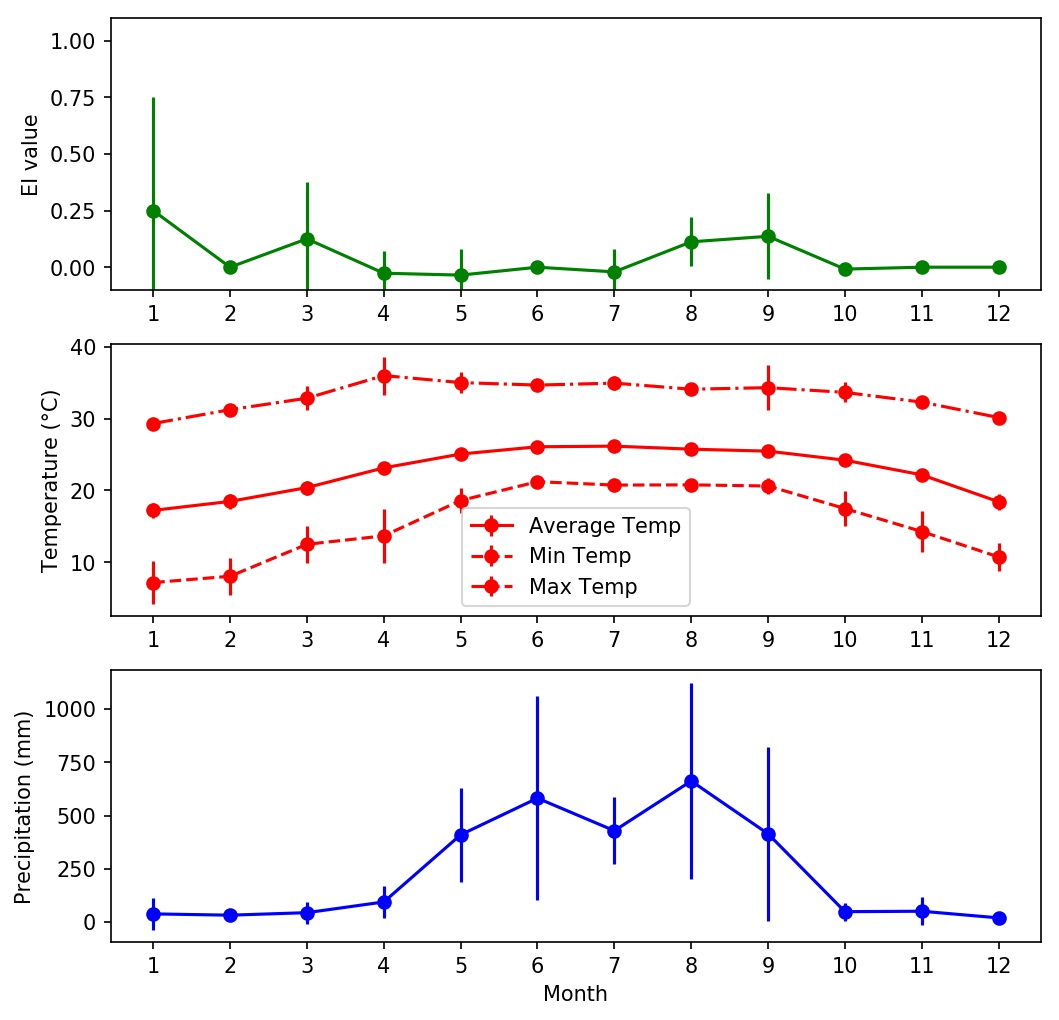 EI value
1.00
0.75
0.50
0.25
0.00
1 2 3 4 5 6 7 8 9 10 11 12
Temperature (°C)
40
30
20
10
Average Temp
Min Temp
Max Temp
1 2 3 4 5 6 7 8 9 10 11 12
Precipitation (mm)
1000
750
500
250
0
1 2 3 4 5 6 7 8 9 10 11 12
Month